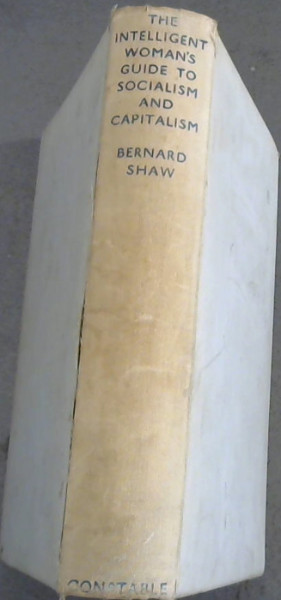 THE
INTELLIGENT
WOMAN'S
GUIDE TO
SOCIALISM
AND
CAPITALISM
BERNARD
SHAW
CONSTABLE